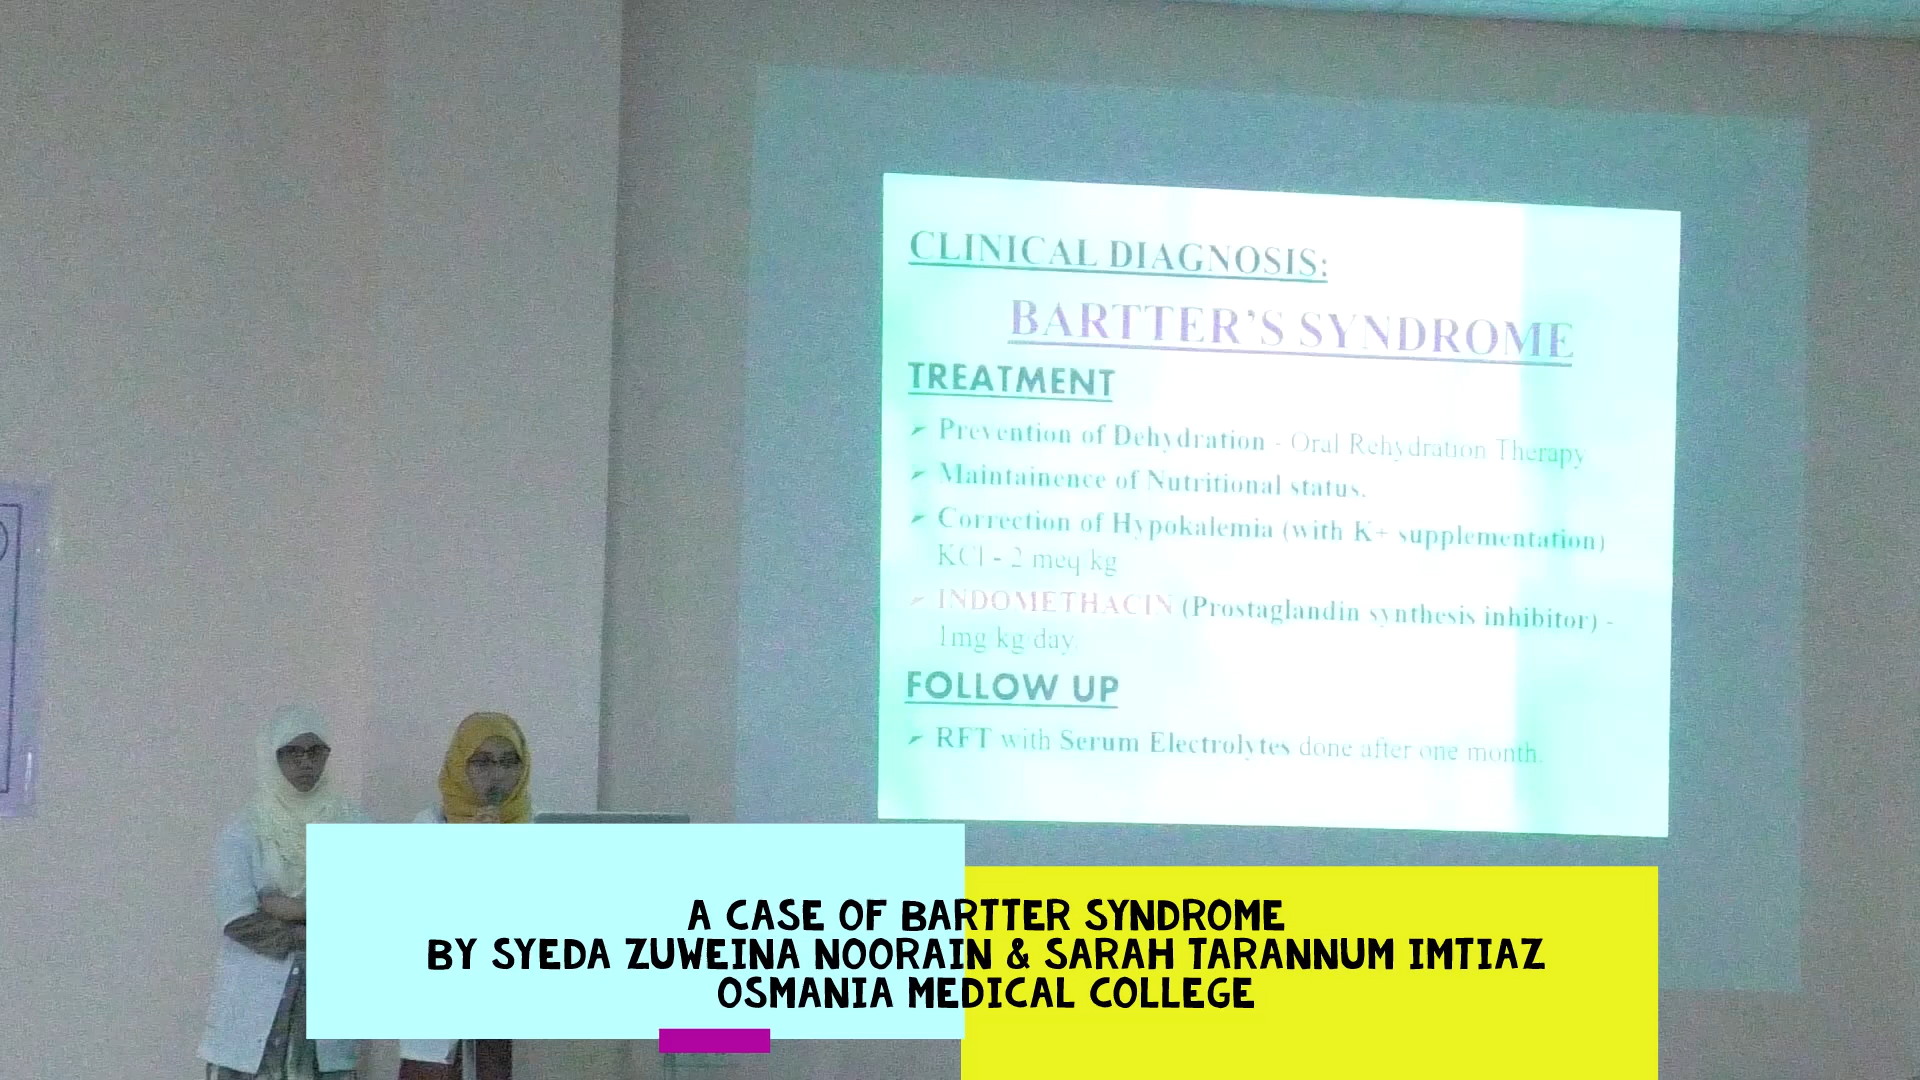 CLINICAL DIAGNOSIS:
BARTTER'S SYNDROME
TREATMENT
Prevention of Dehydration - Oral Rehydration Therapy
Maintainence of Nutritional status.
Correction of Hypokalemia (with K+ supplementation)
KCl - 2 meq kg
INDOMETHACIN (Prostaglandin synthesis inhibitor) -
1mg kg day
FOLLOW UP
RFT with Serum Electrolytes done after one month.
A CASE OF BARTTER SYNDROME
BY SYEDA ZUWEINA NOORAIN & SARAH TARANNUM IMTIAZ
OSMANIA MEDICAL COLLEGE